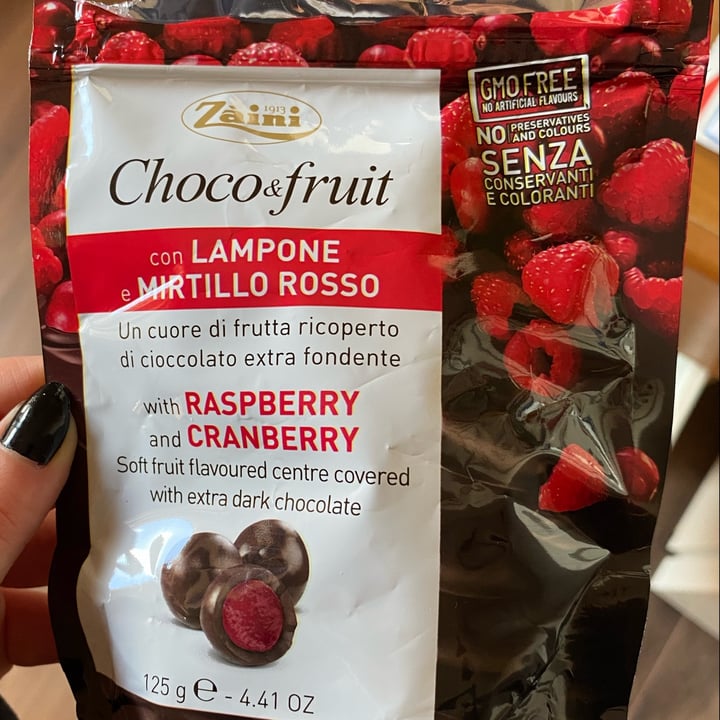 Zàini
1913
Choco&fruit
con LAMPONE
e MIRTILLO ROSSO
Un cuore di frutta ricoperto
di cioccolato extra fondente
with RASPBERRY
and CRANBERRY
Soft fruit flavoured centre covered
with extra dark chocolate
125 g ℮ - 4.41 OZ
GMO FREE
NO ARTIFICIAL FLAVOURS
NO PRESERVATIVES
AND COLOURS
SENZA
CONSERVANTI
E COLORANTI